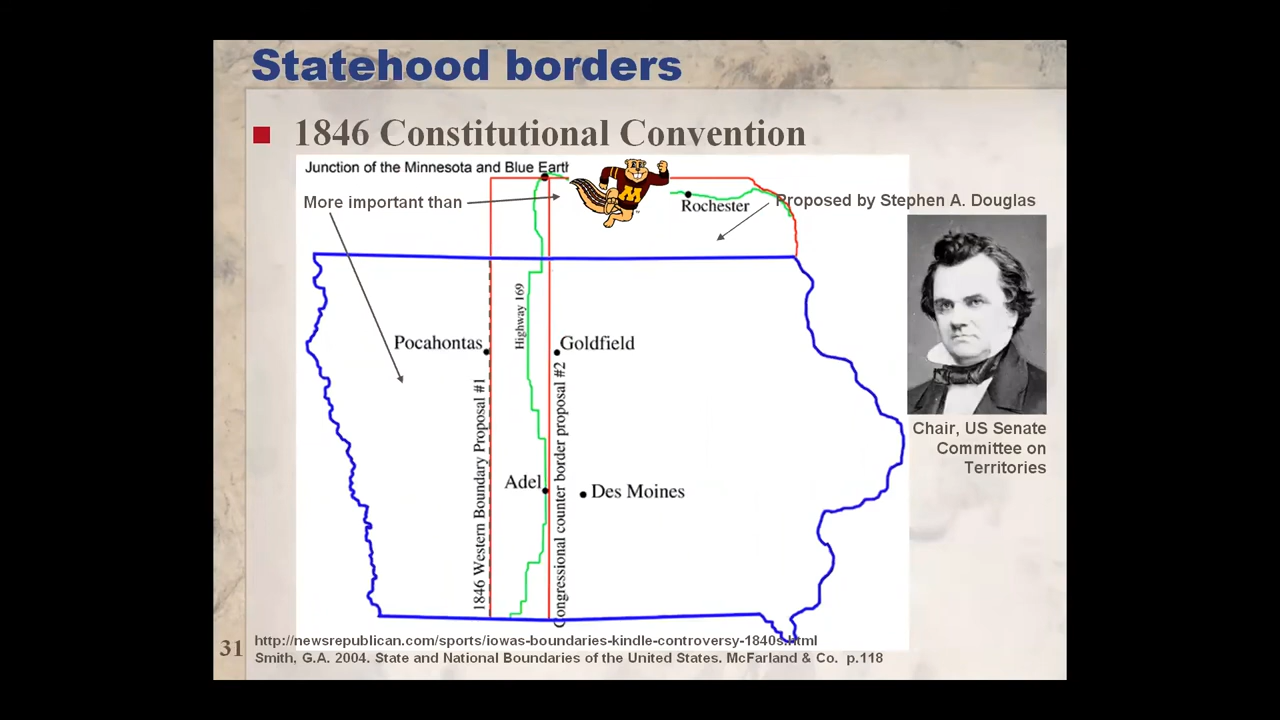 Statehood borders
1846 Constitutional Convention
Junction of the Minnesota and Blue Earth
M
More important than
Proposed by Stephen A. Douglas
Rochester
Highway 169
Pocahontas
Goldfield
1846 Western Boundary Proposal #1
Congressional counter border proposal #2
Adel
Des Moines
Chair, US Senate
Committee on
Territories
31
http://newsrepublican.com/sports/iowas-boundaries-kindle-controversy-1840s.html
Smith, G.A. 2004. State and National Boundaries of the United States. McFarland & Co. p.118